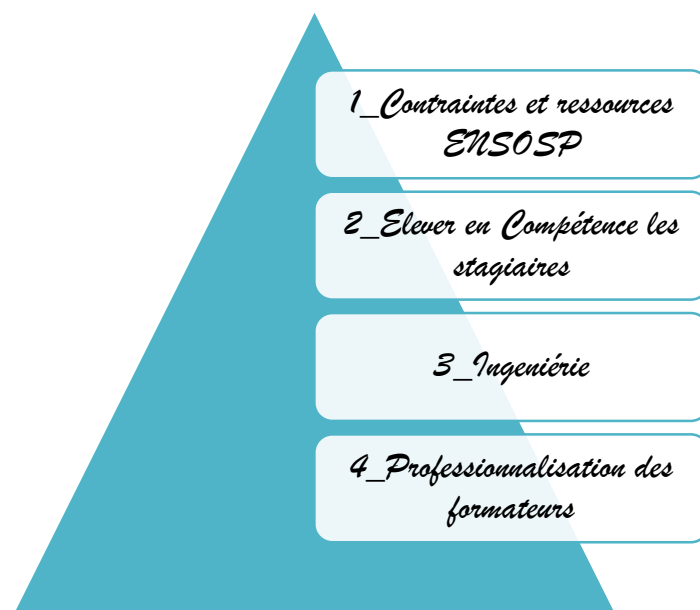 1_Contraintes et ressources
ENSOSP
2_Elever en Compétence les
stagiaires
3_Ingeniérie
4_Professionnalisation des
formateurs